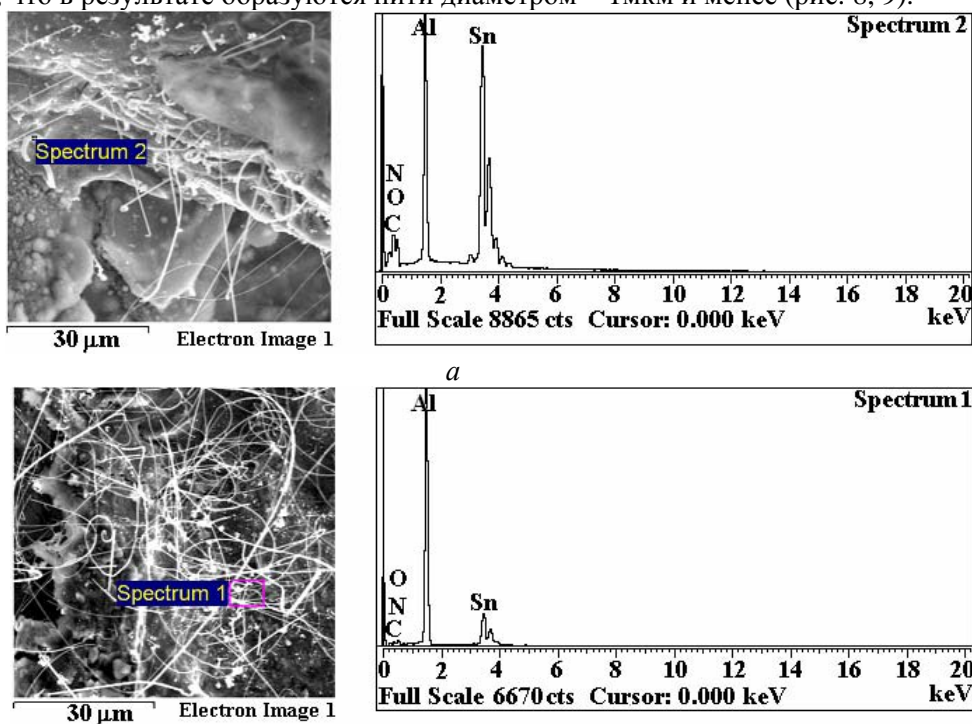 что в результате образуются нити диаметром ~ 1мкм и менее (рис. 8, 9).
Spectrum 2
30 μm
Electron Image 1
Al
Sn
Spectrum 2
N
O
C
0 2 4 6 8 10 12 14 16 18 20
Full Scale 8865 cts Cursor: 0.000 keV
keV
а
Spectrum 1
30 μm
Electron Image 1
Al
Spectrum 1
O
N
C
Sn
0 2 4 6 8 10 12 14 16 18 20
Full Scale 6670 cts Cursor: 0.000 keV
keV